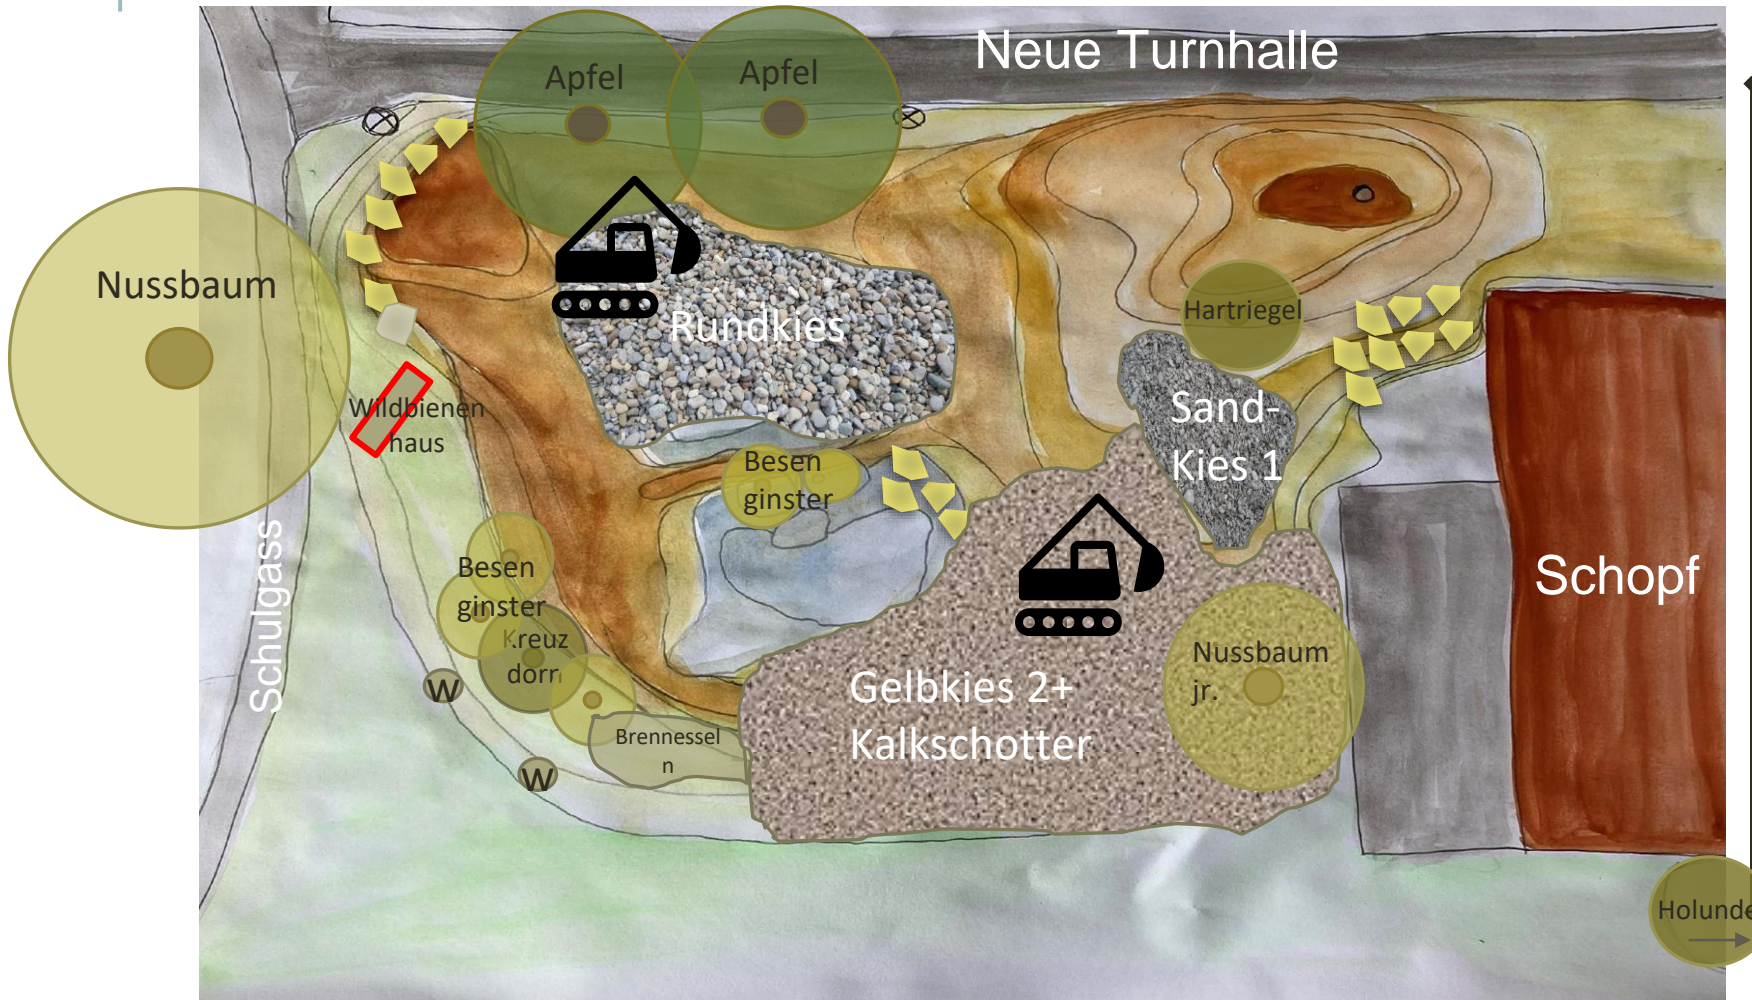 Neue Turnhalle
Apfel
Apfel
Nussbaum
Hartriegel
Rundkies
Wildbienen
haus
Sand-
Kies 1
Besen
ginster
Schulgass
Besen
ginster
Kreuz
dorn
Schopf
Nussbaum
jr.
Gelbkies 2+
Kalkschotter
W
Brennessel
n
W
Holunde